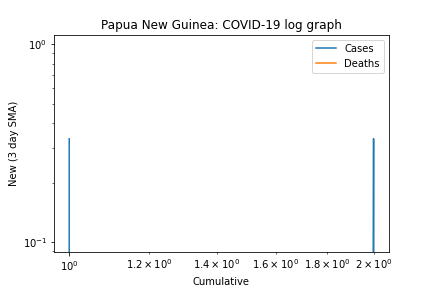 Papua New Guinea: COVID-19 log graph
Cases
Deaths
New (3 day SMA)
10⁰
10⁻¹
10⁰
1.2 × 10⁰
1.4 × 10⁰
1.6 × 10⁰
1.8 × 10⁰
2 × 10⁰
Cumulative